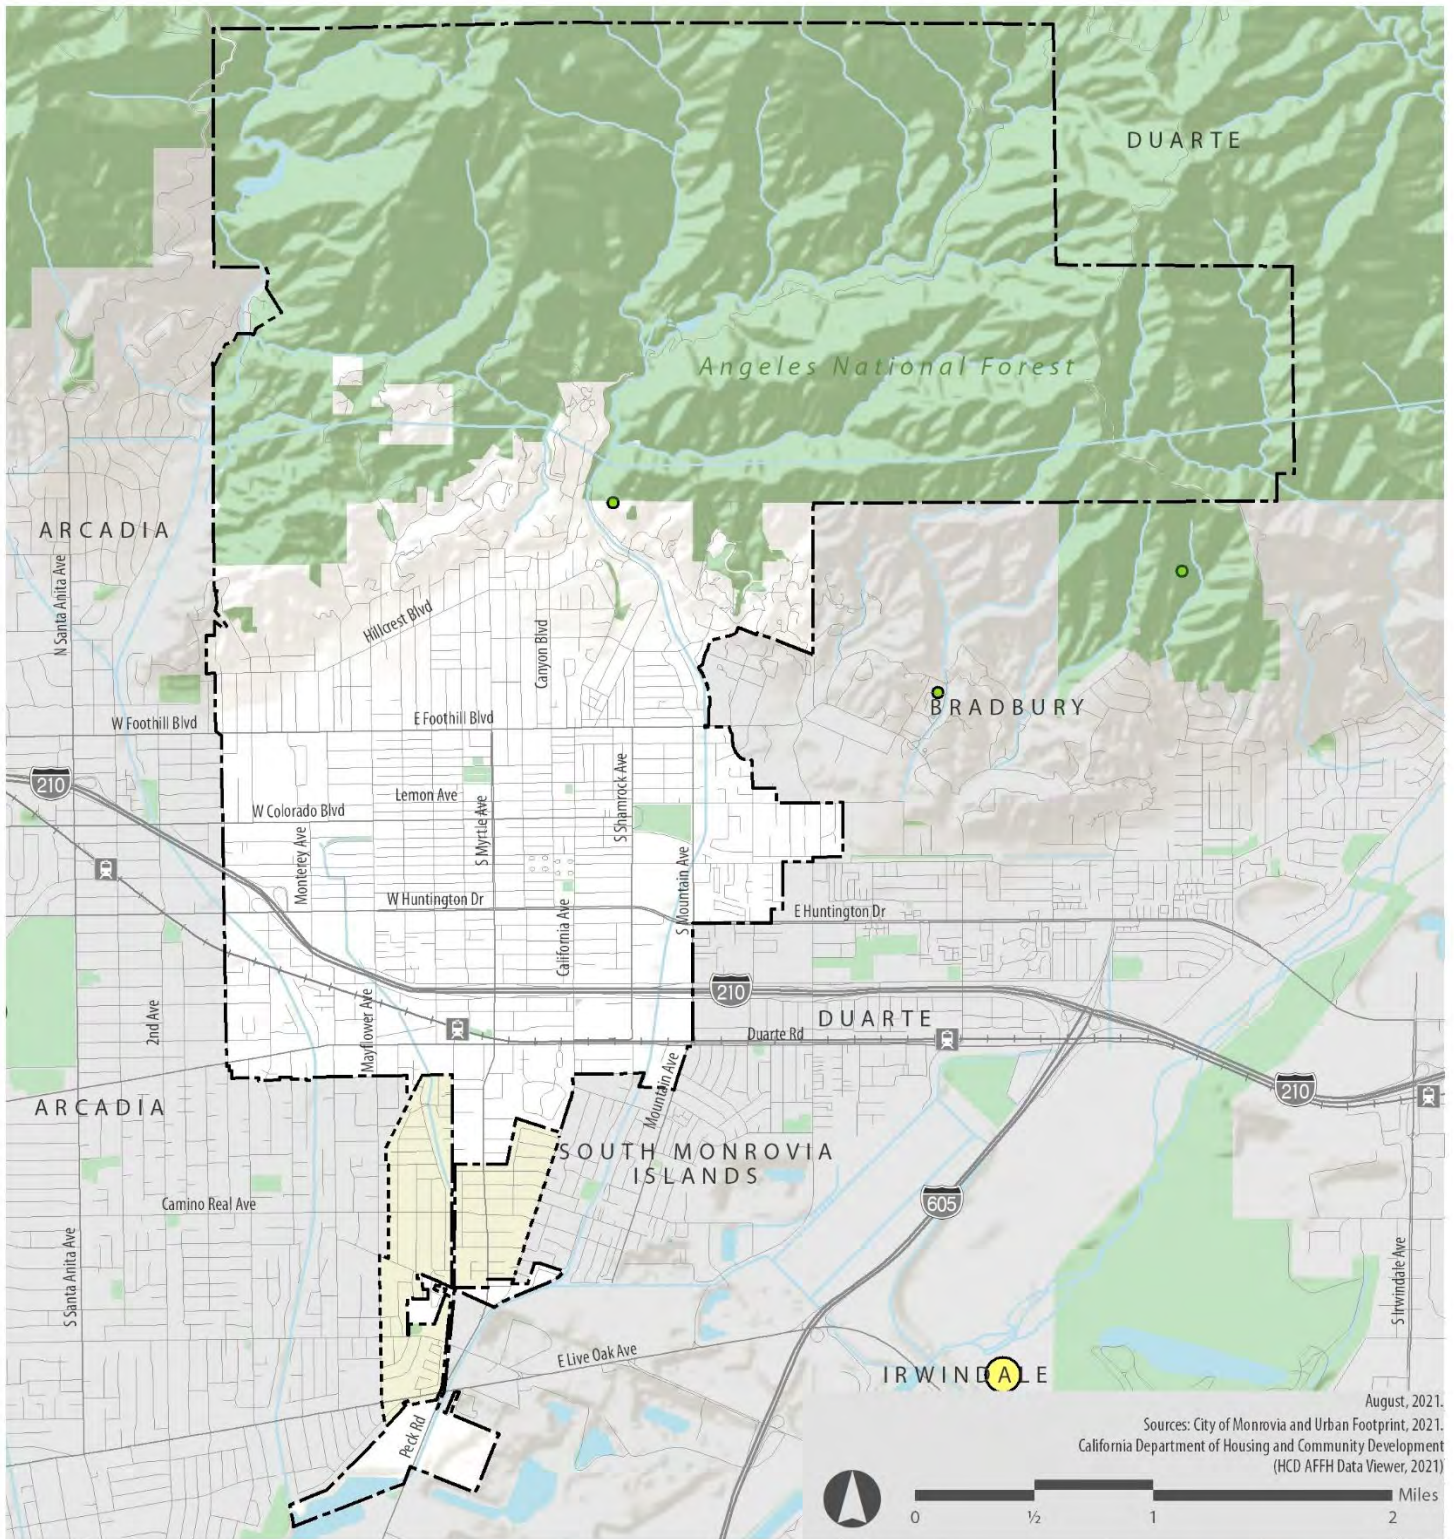 DUARTE
Angeles National Forest
ARCADIA
N Santa Anita Ave
Hillcrest Blvd
Canyon Blvd
BRADBURY
W Foothill Blvd
E Foothill Blvd
210
Lemon Ave
W Colorado Blvd
S Shamrock Ave
S Myrtle Ave
Monterey Ave
S Mountain Ave
W Huntington Dr
E Huntington Dr
California Ave
210
2nd Ave
Mayflower Ave
DUARTE
Duarte Rd
210
ARCADIA
Mountain Ave
SOUTH MONROVIA
ISLANDS
Camino Real Ave
605
S Santa Anita Ave
S Irwindale Ave
E Live Oak Ave
IRWINDALE
Peck Rd
August, 2021.
Sources: City of Monrovia and Urban Footprint, 2021.
California Department of Housing and Community Development
(HCD AFFH Data Viewer, 2021)
Miles
0 ½ 1 2